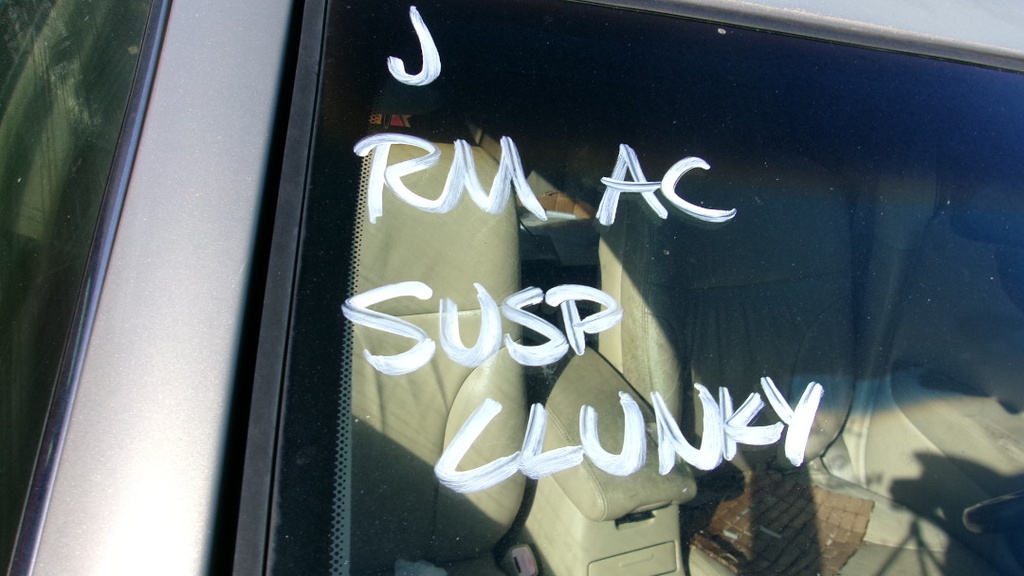 J
RM AC
SUSP
CLUNKY